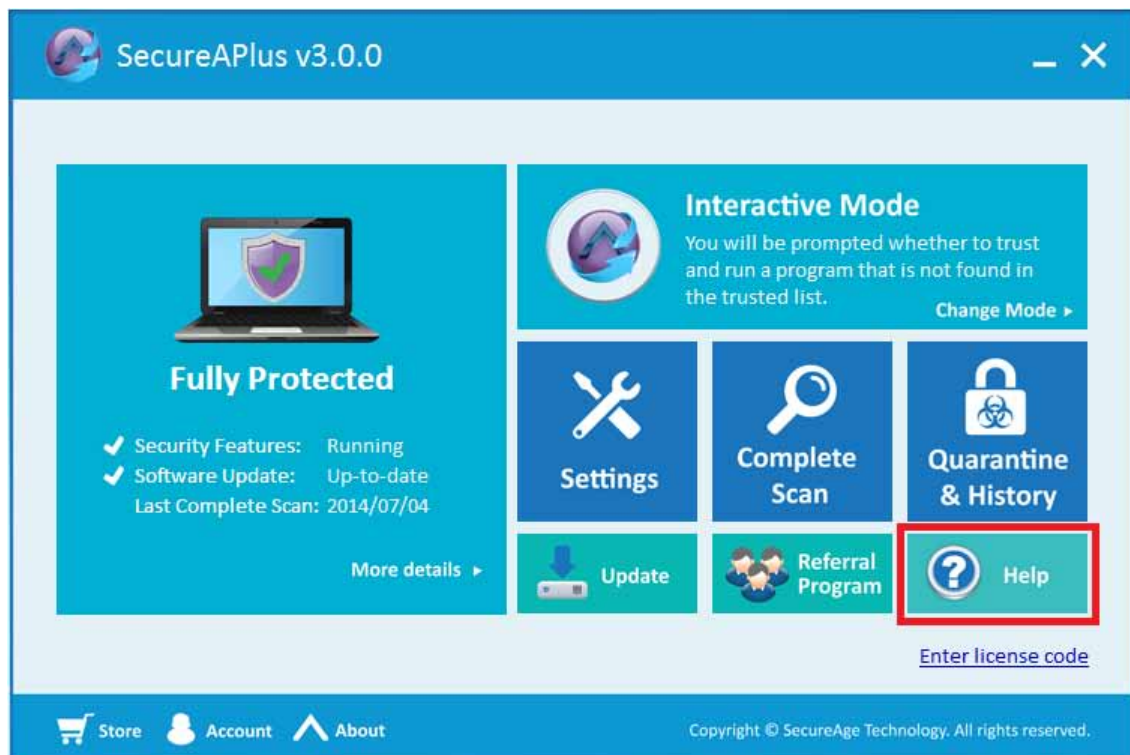 SecureAPlus v3.0.0
Fully Protected
Security Features: Running
Software Update: Up-to-date
Last Complete Scan: 2014/07/04
More details
Interactive Mode
You will be prompted whether to trust
and run a program that is not found in
the trusted list.
Change Mode
Settings
Complete
Scan
Quarantine
& History
Update
Referral
Program
? Help
Enter license code
Store
Account
About
Copyright © SecureAge Technology. All rights reserved.